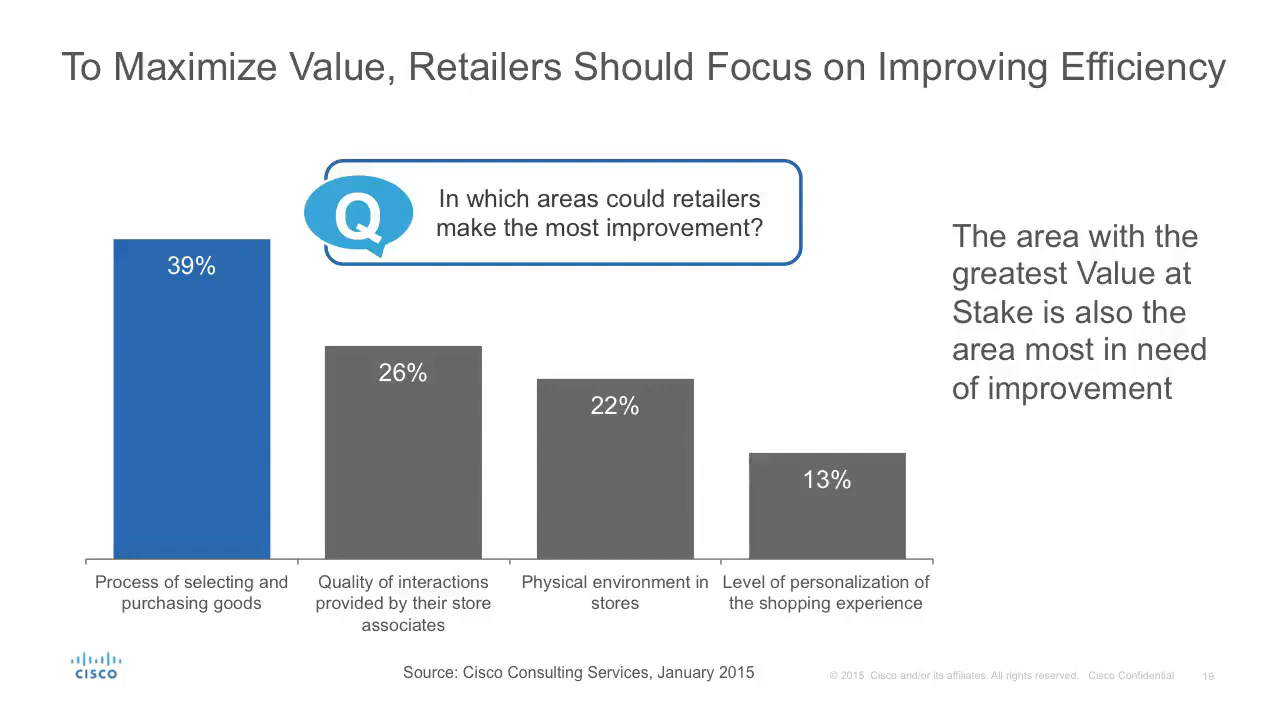 To Maximize Value, Retailers Should Focus on Improving Efficiency
Q
In which areas could retailers
make the most improvement?
39%
26%
22%
13%
The area with the
greatest Value at
Stake is also the
area most in need
of improvement
Process of selecting and
purchasing goods
Quality of interactions
provided by their store
associates
Physical environment in
stores
Level of personalization of
the shopping experience
CISCO
Source: Cisco Consulting Services, January 2015
© 2015 Cisco and/or its affiliates. All rights reserved. Cisco Confidential
19